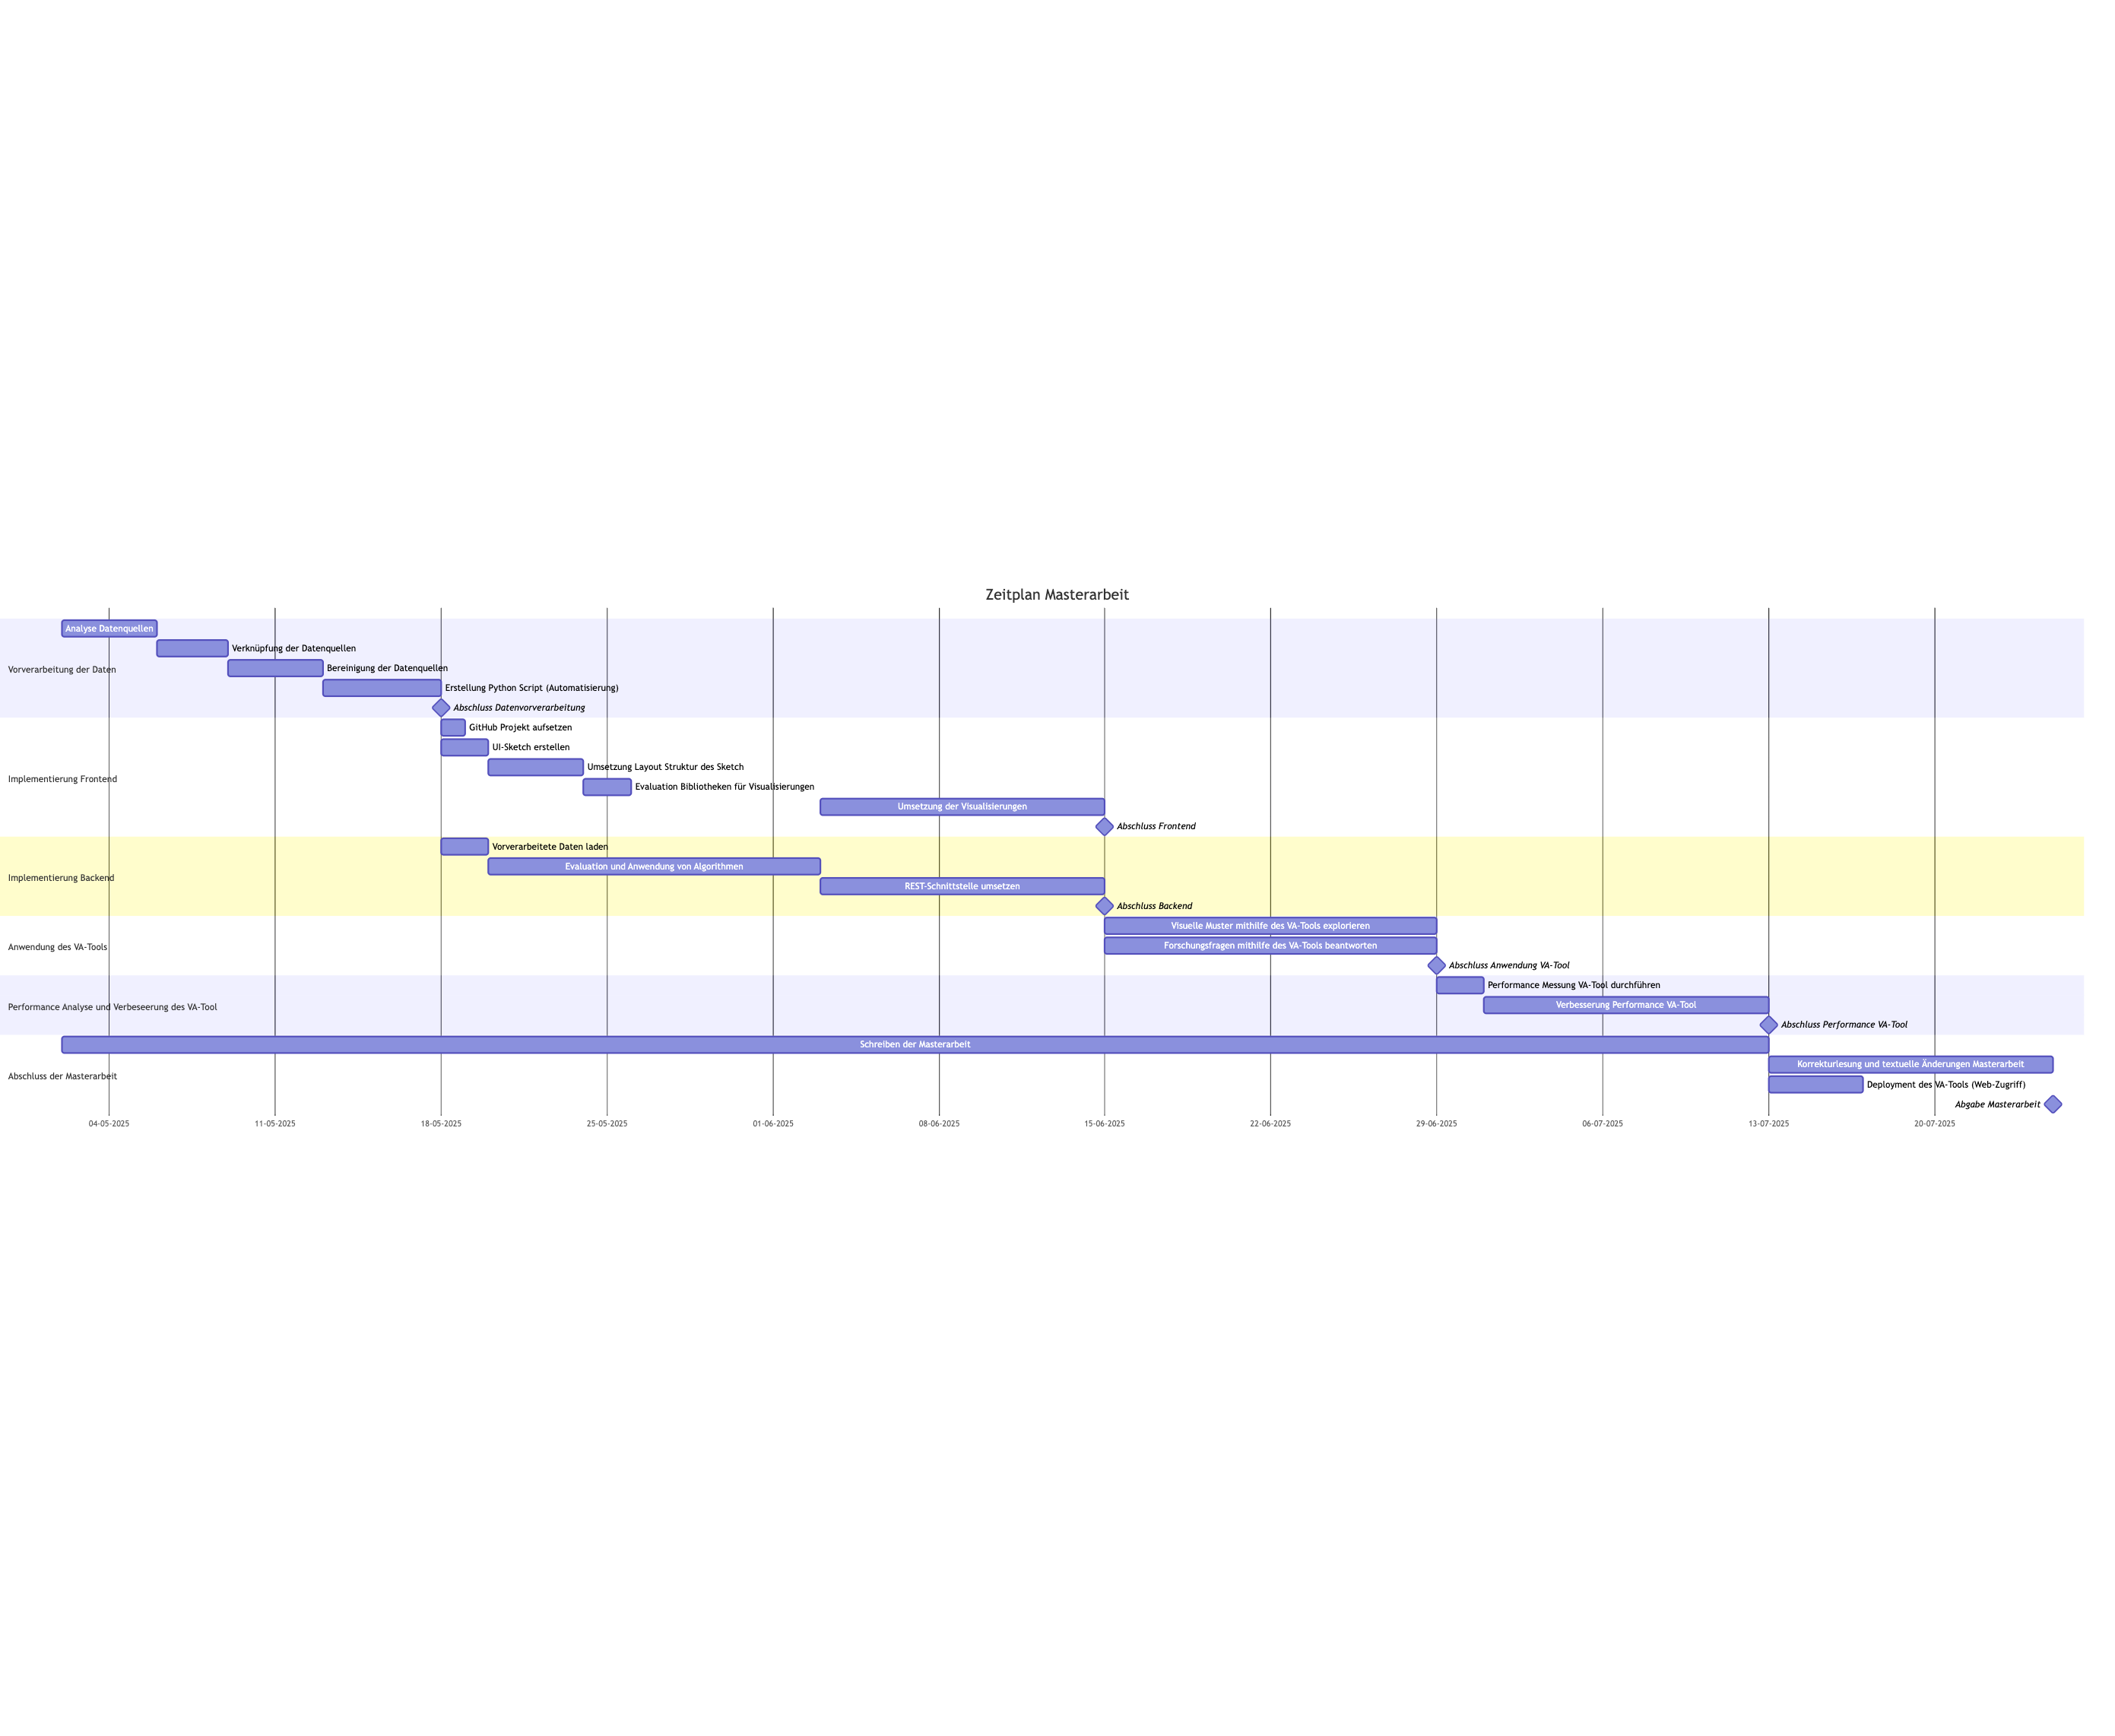 Zeitplan Masterarbeit
Analyse Datenquellen
Verknüpfung der Datenquellen
Bereinigung der Datenquellen
Vorverarbeitung der Daten
Erstellung Python Script (Automatisierung)
Abschluss Datenvorverarbeitung
GitHub Projekt aufsetzen
UI-Sketch erstellen
Umsetzung Layout Struktur des Sketch
Implementierung Frontend
Evaluation Bibliotheken für Visualisierungen
Umsetzung der Visualisierungen
Abschluss Frontend
Vorverarbeitete Daten laden
Evaluation und Anwendung von Algorithmen
Implementierung Backend
REST-Schnittstelle umsetzen
Abschluss Backend
Visuelle Muster mithilfe des VA-Tools explorieren
Forschungsfragen mithilfe des VA-Tools beantworten
Anwendung des VA-Tools
Abschluss Anwendung VA-Tool
Performance Messung VA-Tool durchführen
Verbesserung Performance VA-Tool
Performance Analyse und Verbeseerung des VA-Tool
Abschluss Performance VA-Tool
Schreiben der Masterarbeit
Korrekturlesung und textuelle Änderungen Masterarbeit
Abschluss der Masterarbeit
Deployment des VA-Tools (Web-Zugriff)
Abgabe Masterarbeit
04-05-2025
11-05-2025
18-05-2025
25-05-2025
01-06-2025
08-06-2025
15-06-2025
22-06-2025
29-06-2025
06-07-2025
13-07-2025
20-07-2025